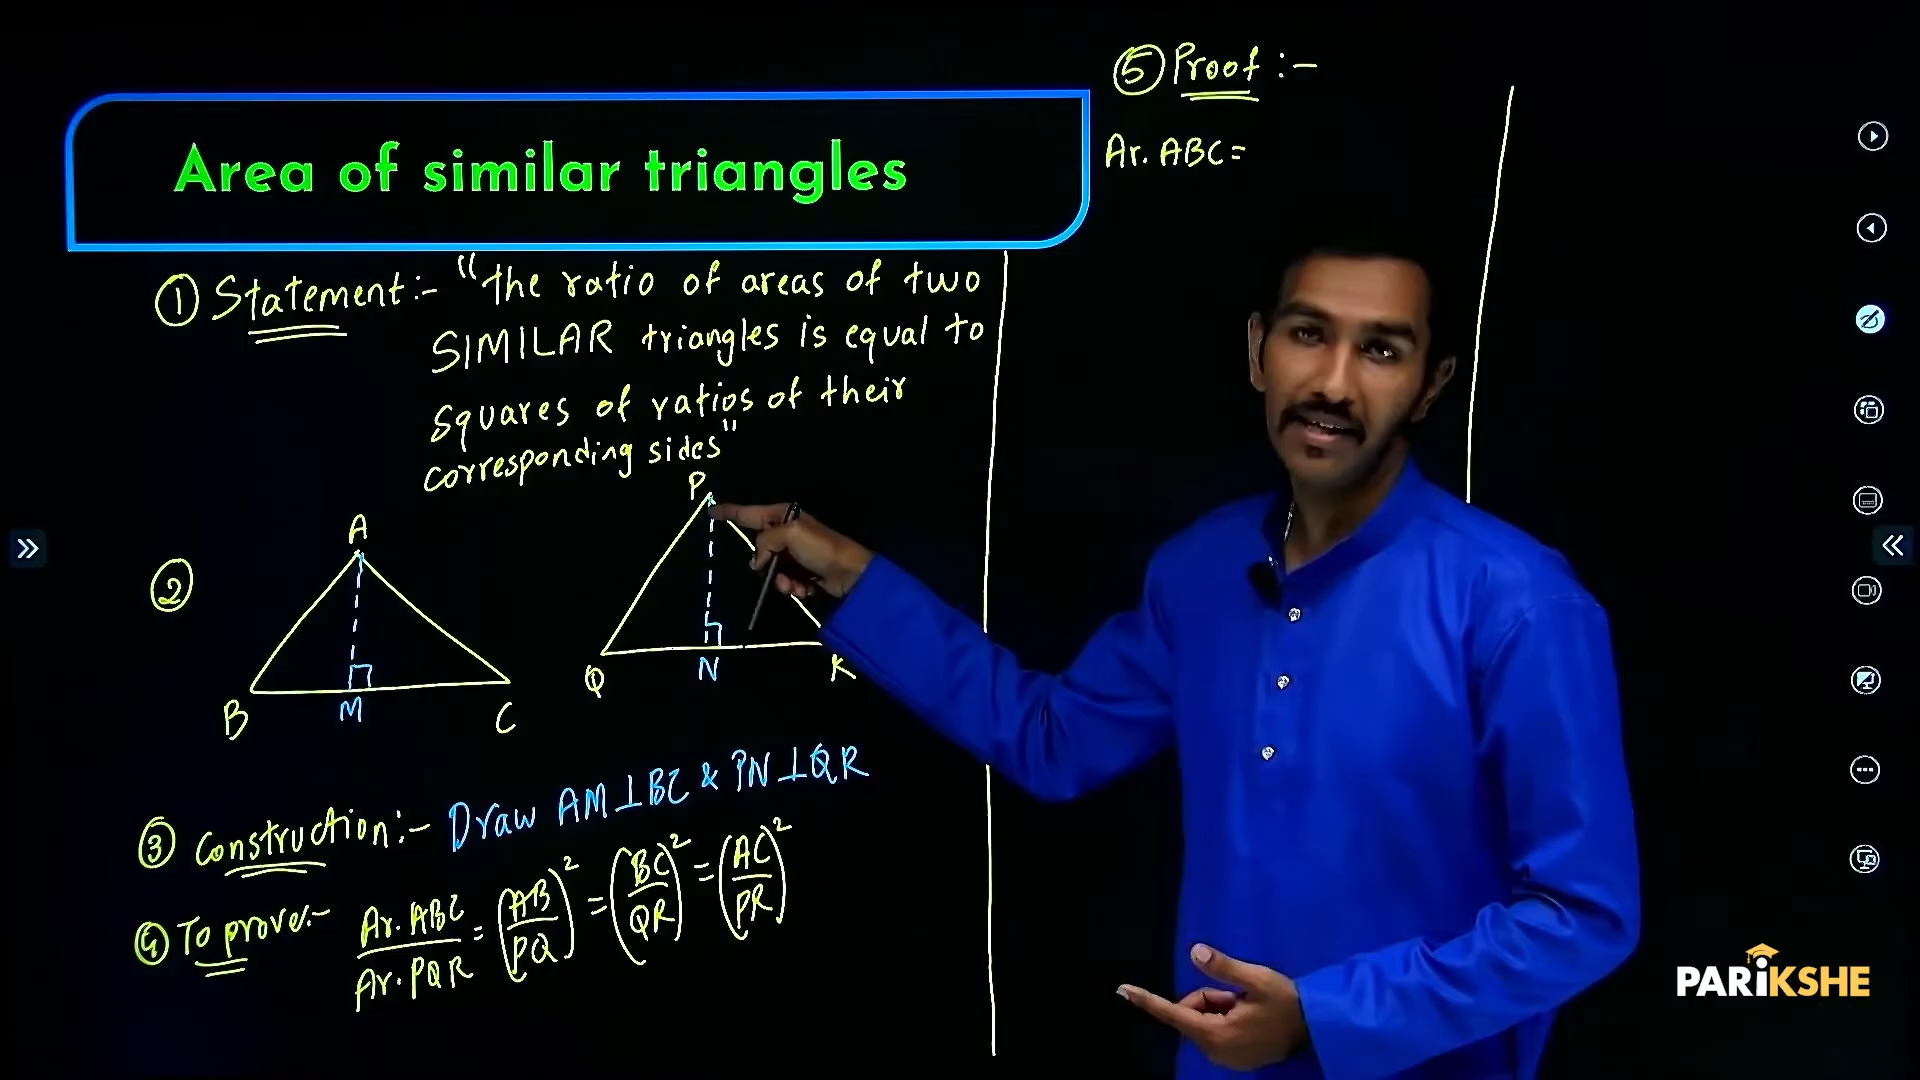 Area of similar triangles
① Statement:- "the ratio of areas of two
SIMILAR triangles is equal to
squares of ratios of their
corresponding sides"
②
A
B
M
C
P
Q
N
R
③ Construction:- Draw AM⊥BC & PN⊥QR
④ To prove:- Ar. ABC / Ar. PQR = (AB/PQ)² = (BC/QR)² = (AC/PR)²
⑤ Proof :-
Ar. ABC =
PARiKSHE